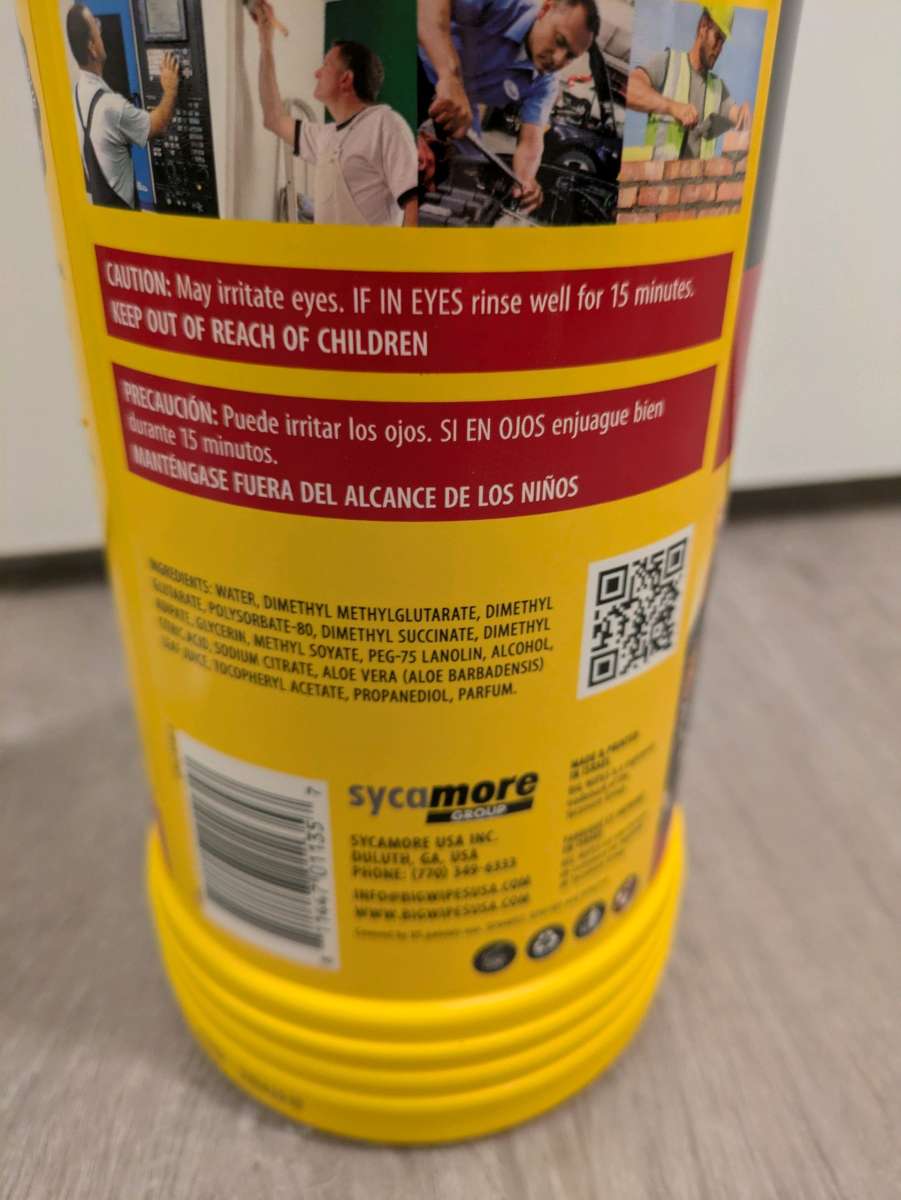 CAUTION: May irritate eyes. IF IN EYES rinse well for 15 minutes.
KEEP OUT OF REACH OF CHILDREN
PRECAUCIÓN: Puede irritar los ojos. SI EN OJOS enjuague bien
durante 15 minutos.
MANTÉNGASE FUERA DEL ALCANCE DE LOS NIÑOS
INGREDIENTS: WATER, DIMETHYL METHYLGLUTARATE, DIMETHYL
GLUTARATE, POLYSORBATE-80, DIMETHYL SUCCINATE, DIMETHYL
ADIPATE, GLYCERIN, METHYL SOYATE, PEG-75 LANOLIN, ALCOHOL,
CITRIC ACID, SODIUM CITRATE, ALOE VERA (ALOE BARBADENSIS)
LEAF JUICE, TOCOPHERYL ACETATE, PROPANEDIOL, PARFUM.
sycamore
GROUP
SYCAMORE USA INC.
DULUTH, GA, USA
PHONE: (770) 349-6333
INFO@BIGWIPESUSA.COM
WWW.BIGWIPESUSA.COM
MADE & PRINTED
IN ISRAEL